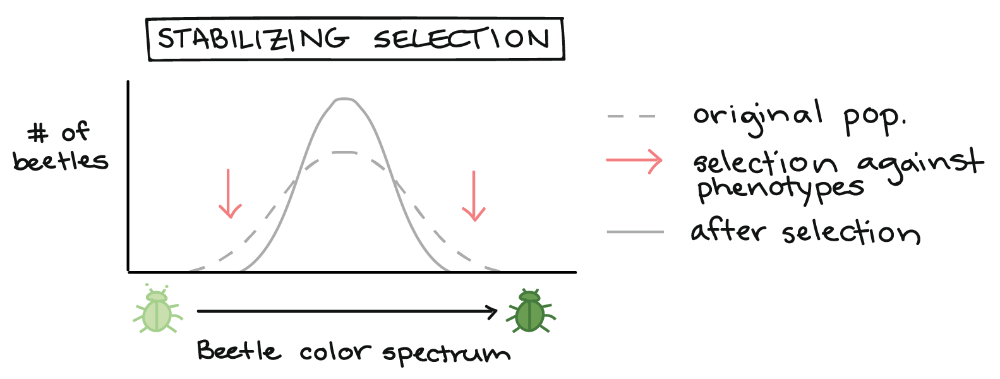 STABILIZING SELECTION
# of
beetles
original pop.
selection against
phenotypes
after selection
Beetle color spectrum